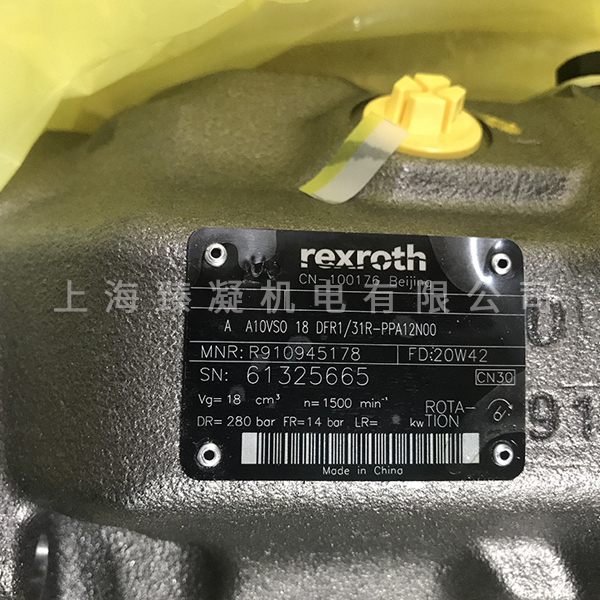 rexroth
CN-100176 Beijing
上海臻凝机电有限公司
A A10VSO 18 DFR1/31R-PPA12N00
MNR: R910945178 FD: 20W42
SN: 61325665 CN30
Vg= 18 cm³ n= 1500 min⁻¹ ROTA-
DR= 280 bar FR= 14 bar LR= kw TION
Made in China
91